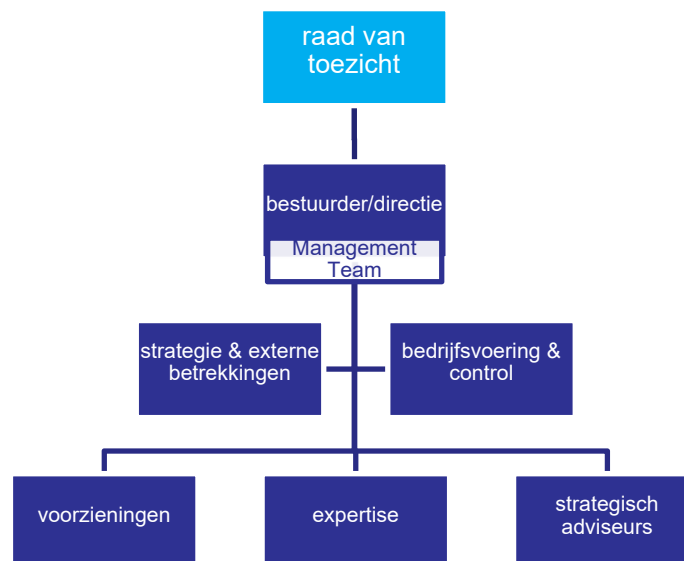 raad van
toezicht
bestuurder/directie
Management
Team
strategie & externe
betrekkingen
bedrijfsvoering &
control
voorzieningen
expertise
strategisch
adviseurs